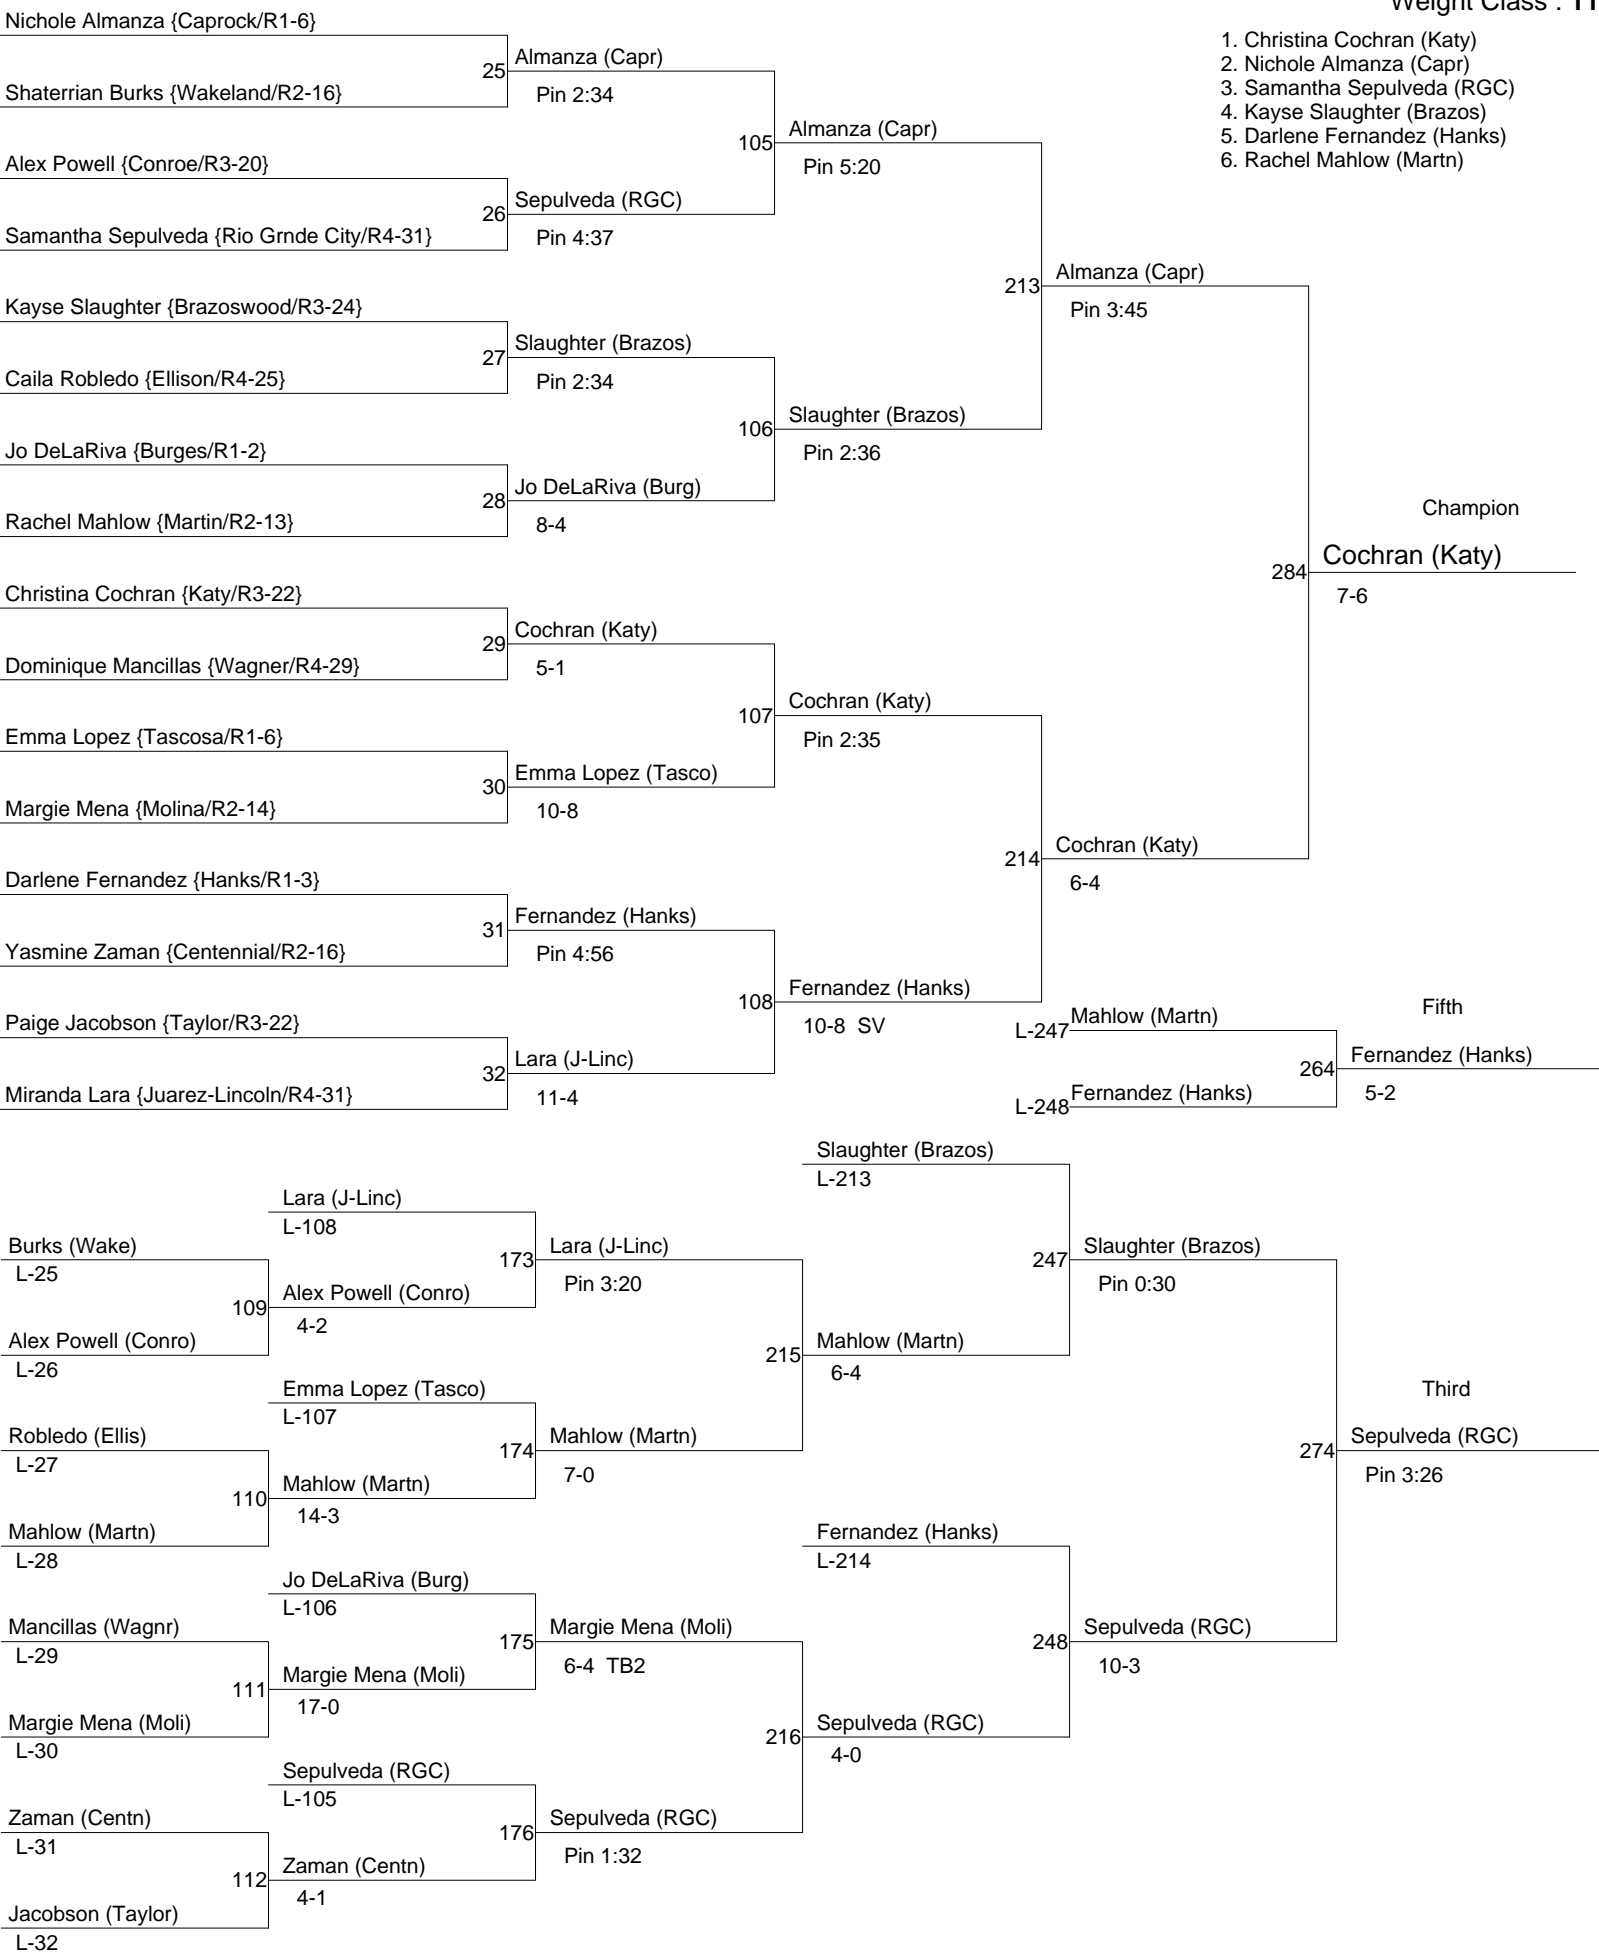 Weight Class :
1. Christina Cochran (Katy)
2. Nichole Almanza (Capr)
3. Samantha Sepulveda (RGC)
4. Kayse Slaughter (Brazos)
5. Darlene Fernandez (Hanks)
6. Rachel Mahlow (Martn)
Nichole Almanza {Caprock/R1-6}
25
Almanza (Capr)
Pin 2:34
Shaterrian Burks {Wakeland/R2-16}
105
Almanza (Capr)
Pin 5:20
Alex Powell {Conroe/R3-20}
26
Sepulveda (RGC)
Pin 4:37
Samantha Sepulveda {Rio Grnde City/R4-31}
213
Almanza (Capr)
Pin 3:45
Kayse Slaughter {Brazoswood/R3-24}
27
Slaughter (Brazos)
Pin 2:34
Caila Robledo {Ellison/R4-25}
106
Slaughter (Brazos)
Pin 2:36
Jo DeLaRiva {Burges/R1-2}
28
Jo DeLaRiva (Burg)
8-4
Rachel Mahlow {Martin/R2-13}
Champion
284
Cochran (Katy)
7-6
Christina Cochran {Katy/R3-22}
29
Cochran (Katy)
5-1
Dominique Mancillas {Wagner/R4-29}
107
Cochran (Katy)
Pin 2:35
Emma Lopez {Tascosa/R1-6}
30
Emma Lopez (Tasco)
10-8
Margie Mena {Molina/R2-14}
214
Cochran (Katy)
6-4
Darlene Fernandez {Hanks/R1-3}
31
Fernandez (Hanks)
Pin 4:56
Yasmine Zaman {Centennial/R2-16}
108
Fernandez (Hanks)
10-8 SV
Paige Jacobson {Taylor/R3-22}
32
Lara (J-Linc)
11-4
Miranda Lara {Juarez-Lincoln/R4-31}
Fifth
L-247
Mahlow (Martn)
264
Fernandez (Hanks)
5-2
L-248
Fernandez (Hanks)
Slaughter (Brazos)
L-213
Lara (J-Linc)
L-108
Burks (Wake)
L-25
173
Lara (J-Linc)
Pin 3:20
247
Slaughter (Brazos)
Pin 0:30
109
Alex Powell (Conro)
4-2
Alex Powell (Conro)
L-26
215
Mahlow (Martn)
6-4
Emma Lopez (Tasco)
L-107
Third
Robledo (Ellis)
L-27
174
Mahlow (Martn)
7-0
274
Sepulveda (RGC)
Pin 3:26
110
Mahlow (Martn)
14-3
Mahlow (Martn)
L-28
Fernandez (Hanks)
L-214
Jo DeLaRiva (Burg)
L-106
Mancillas (Wagnr)
L-29
175
Margie Mena (Moli)
6-4 TB2
248
Sepulveda (RGC)
10-3
111
Margie Mena (Moli)
17-0
Margie Mena (Moli)
L-30
216
Sepulveda (RGC)
4-0
Sepulveda (RGC)
L-105
Zaman (Centn)
L-31
176
Sepulveda (RGC)
Pin 1:32
112
Zaman (Centn)
4-1
Jacobson (Taylor)
L-32